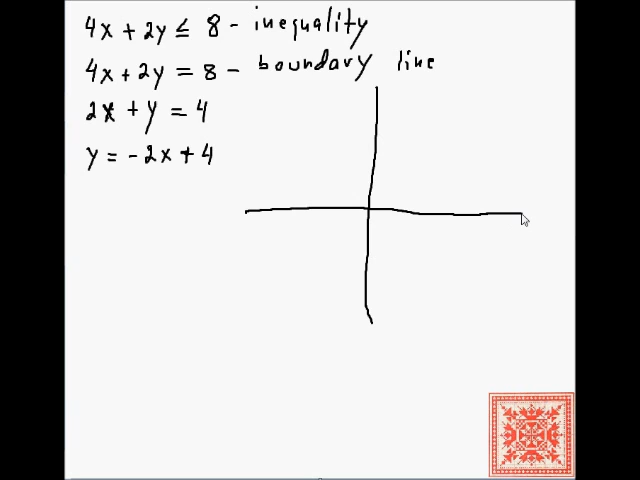 4x + 2y ≤ 8 - inequality
4x + 2y = 8 - boundary line
2x + y = 4
y = -2x + 4